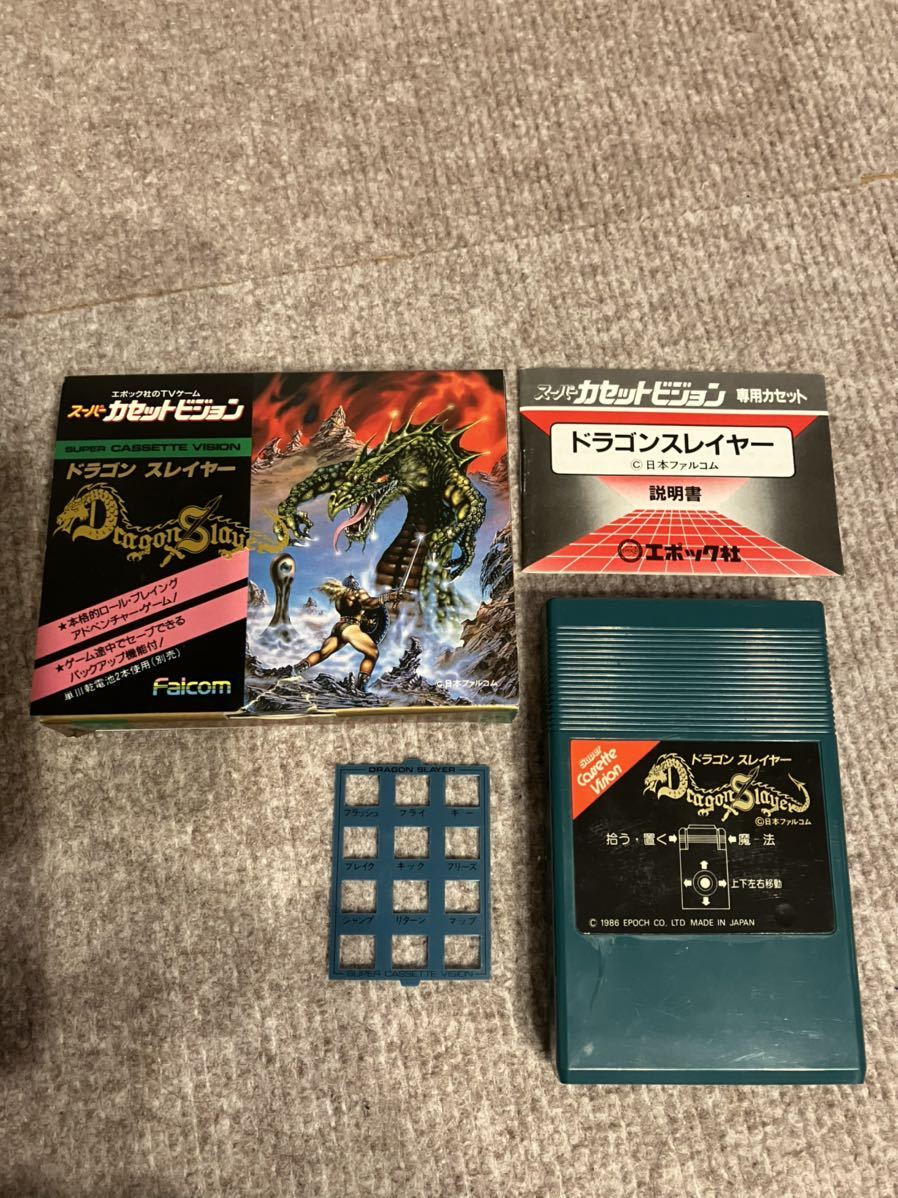 エポック社のTVゲーム
スーパーカセットビジョン
SUPER CASSETTE VISION
ドラゴン スレイヤー
Dragon Slayer
★本格的ロール・プレイング
アドベンチャーゲーム!
★ゲーム途中でセーブできる
バックアップ機能付!
単III乾電池2本使用(別売)
Falcom
©日本ファルコム
スーパーカセットビジョン 専用カセット
ドラゴンスレイヤー
©日本ファルコム
説明書
エポック社
DRAGON SLAYER
フラッシュ フライ キー
ブレイク キック フリーズ
ジャンプ リターン マップ
SUPER CASSETTE VISION
Super
Cassette
Vision
ドラゴン スレイヤー
Dragon Slayer
©日本ファルコム
拾う・置く 魔-法
上下左右移動
© 1986 EPOCH CO. LTD MADE IN JAPAN